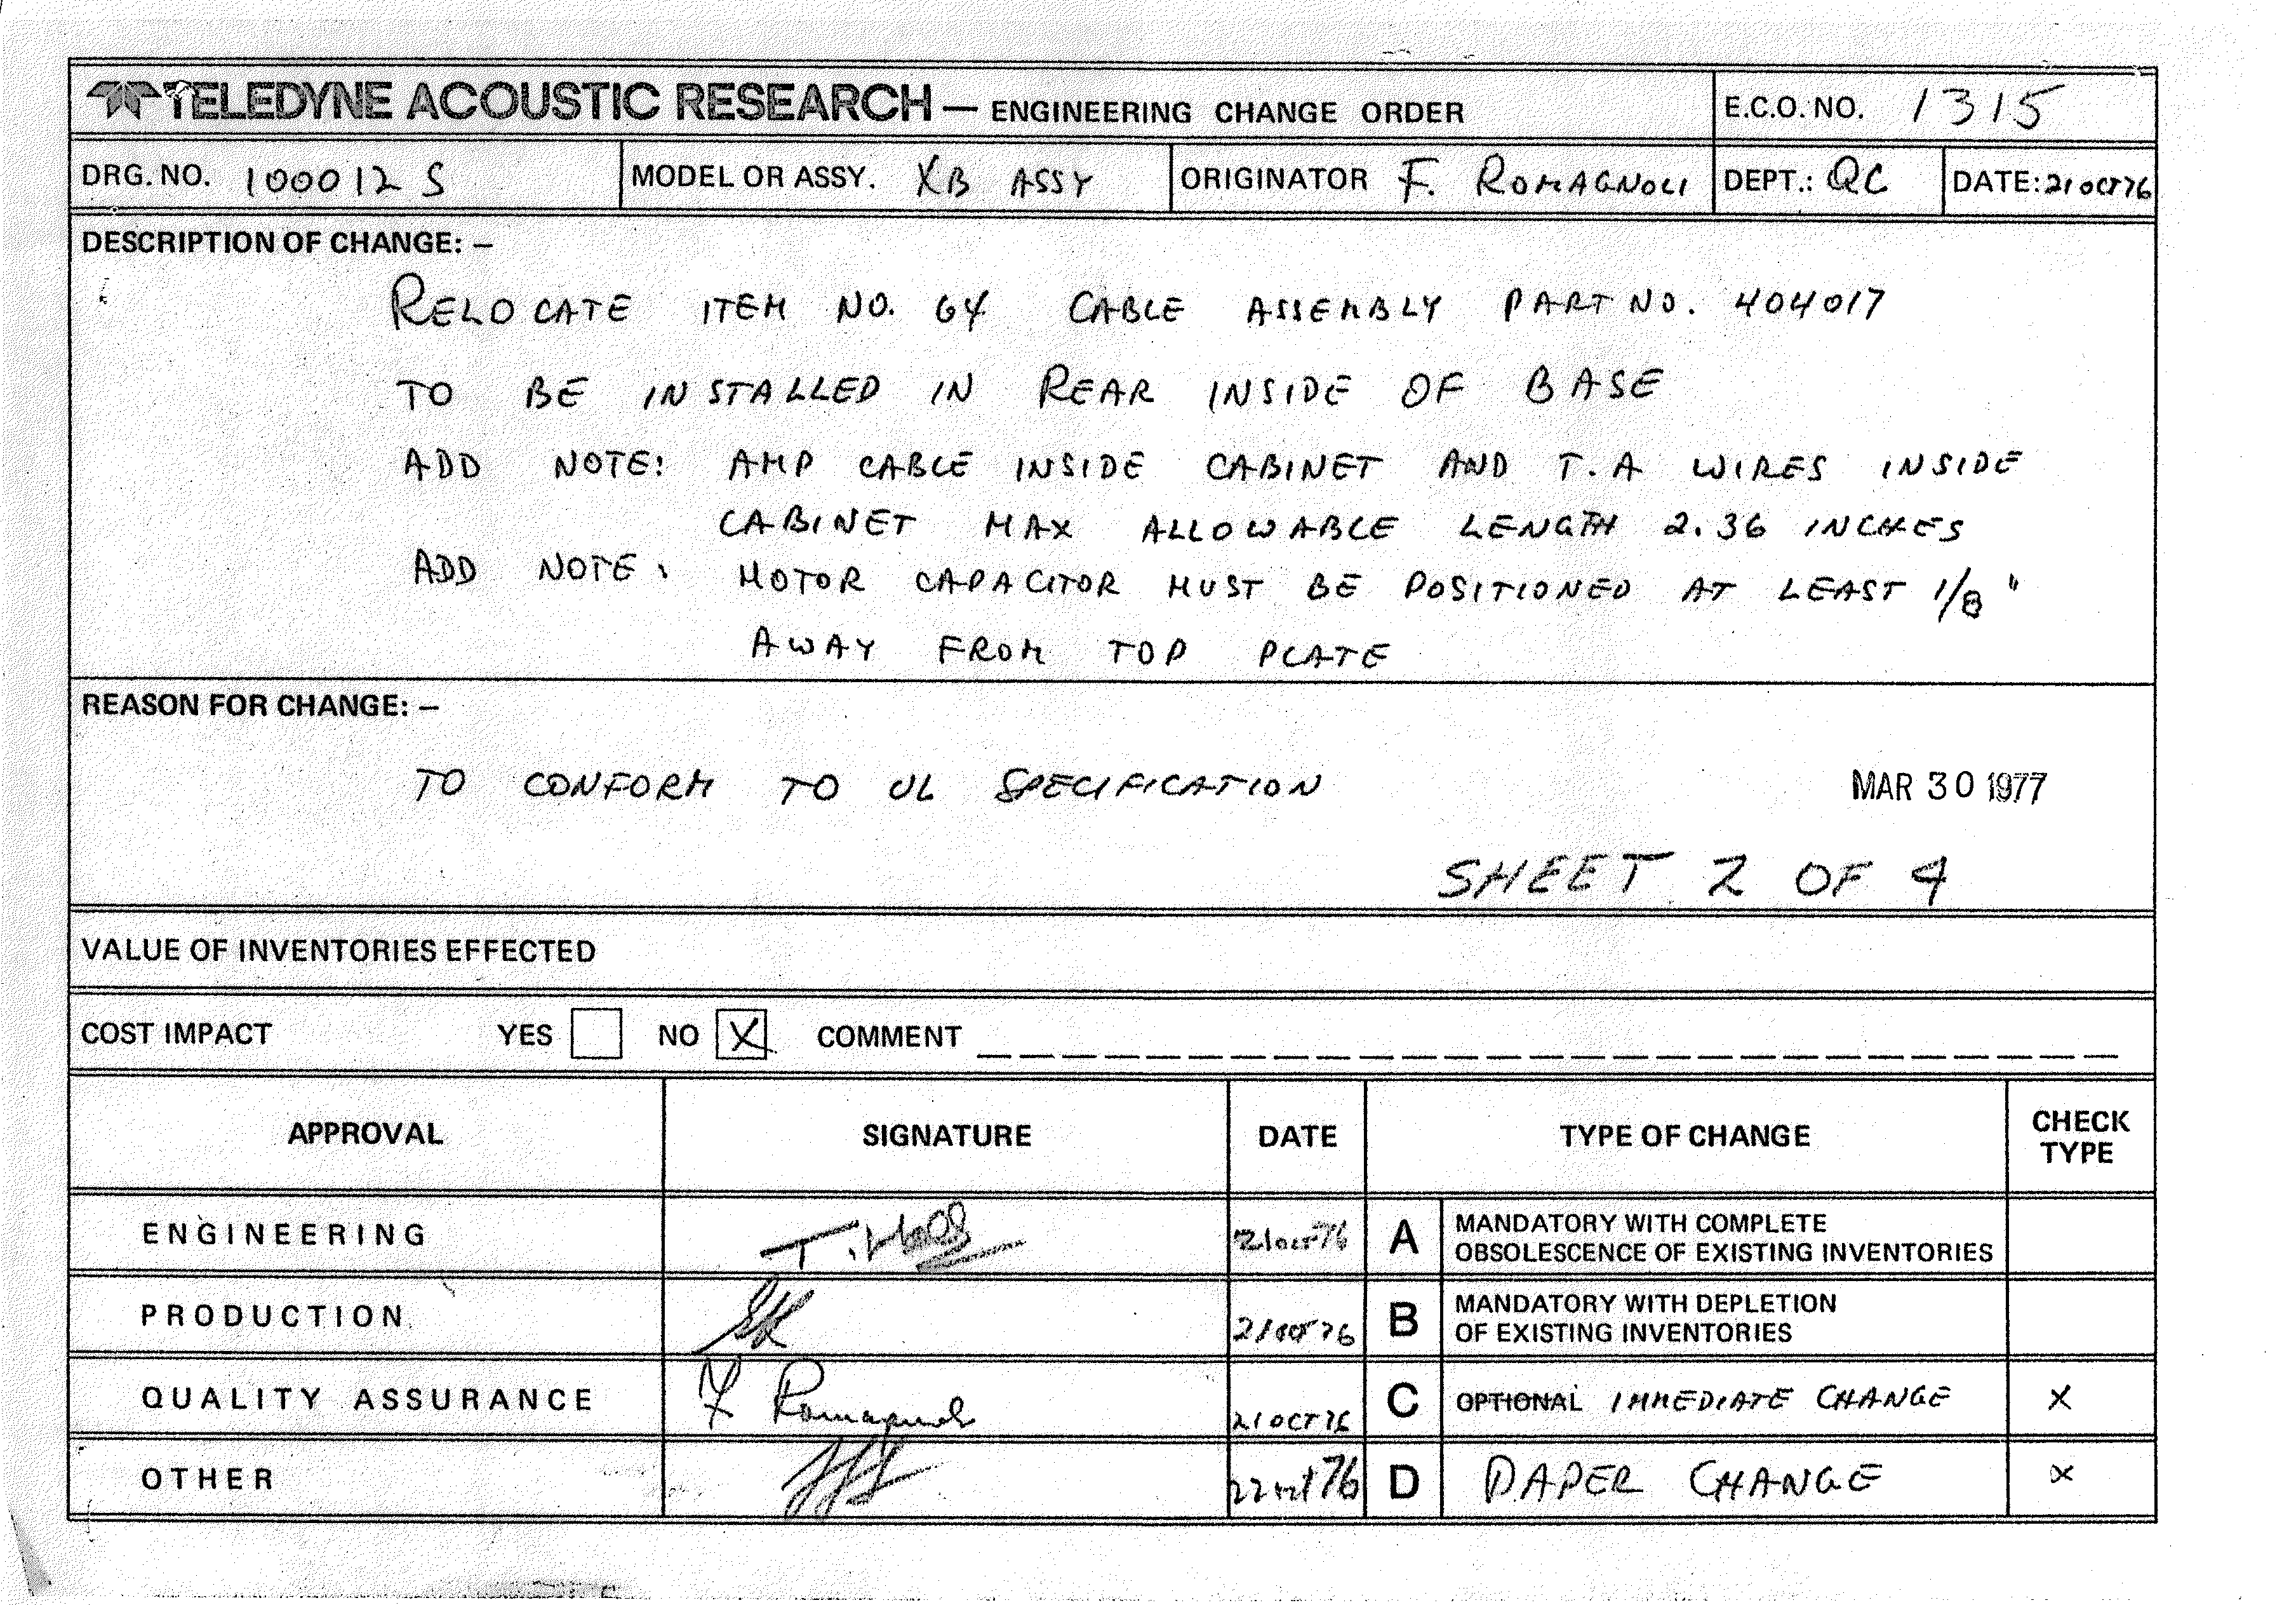 TELEDYNE ACOUSTIC RESEARCH — ENGINEERING CHANGE ORDER E.C.O. NO. 1315
DRG. NO. 100012 S MODEL OR ASSY. XB ASSY ORIGINATOR F. ROMAGNOLI DEPT.: QC DATE: 21 OCT 76
DESCRIPTION OF CHANGE: –
RELOCATE ITEM NO. 64 CABLE ASSEMBLY PART NO. 404017
TO BE INSTALLED IN REAR INSIDE OF BASE
ADD NOTE: AMP CABLE INSIDE CABINET AND T.A WIRES INSIDE
CABINET MAX ALLOWABLE LENGTH 2.36 INCHES
ADD NOTE: MOTOR CAPACITOR MUST BE POSITIONED AT LEAST 1/8"
AWAY FROM TOP PLATE
REASON FOR CHANGE: –
TO CONFORM TO UL SPECIFICATION MAR 30 1977
SHEET 2 OF 4
VALUE OF INVENTORIES EFFECTED
COST IMPACT YES NO X COMMENT
APPROVAL SIGNATURE DATE TYPE OF CHANGE CHECK
TYPE
ENGINEERING 21 OCT 76 A MANDATORY WITH COMPLETE
OBSOLESCENCE OF EXISTING INVENTORIES
PRODUCTION 21 OCT 76 B MANDATORY WITH DEPLETION
OF EXISTING INVENTORIES
QUALITY ASSURANCE F Romagnoli 21 OCT 76 C OPTIONAL IMMEDIATE CHANGE X
OTHER 22 oct 76 D PAPER CHANGE X